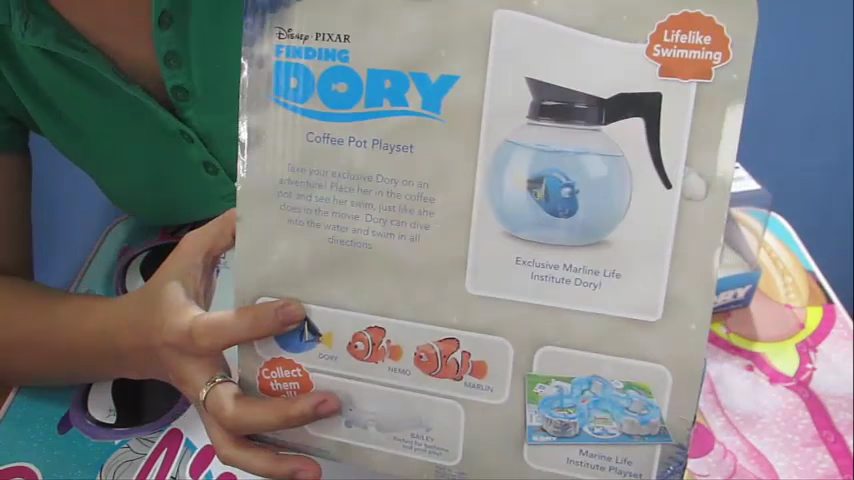 Disney·PIXAR
FINDING
DORY
Coffee Pot Playset
Take your exclusive Dory on an
adventure! Place her in the coffee
pot and see her swim, just like she
does in the movie. Dory can dive
into the water and swim in all
directions.
Lifelike
Swimming
Exclusive Marine Life
Institute Dory!
DORY
NEMO
MARLIN
Collect
them
all!
BAILEY
Marine Life
Institute Playset